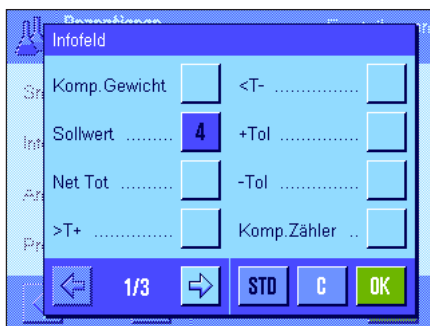 Infofeld
Komp.Gewicht
Sollwert ......... 4
Net Tot ............
>T+ ...................
<T- ...................
+Tol .................
-Tol .................
Komp.Zähler ..
1/3 STD C OK